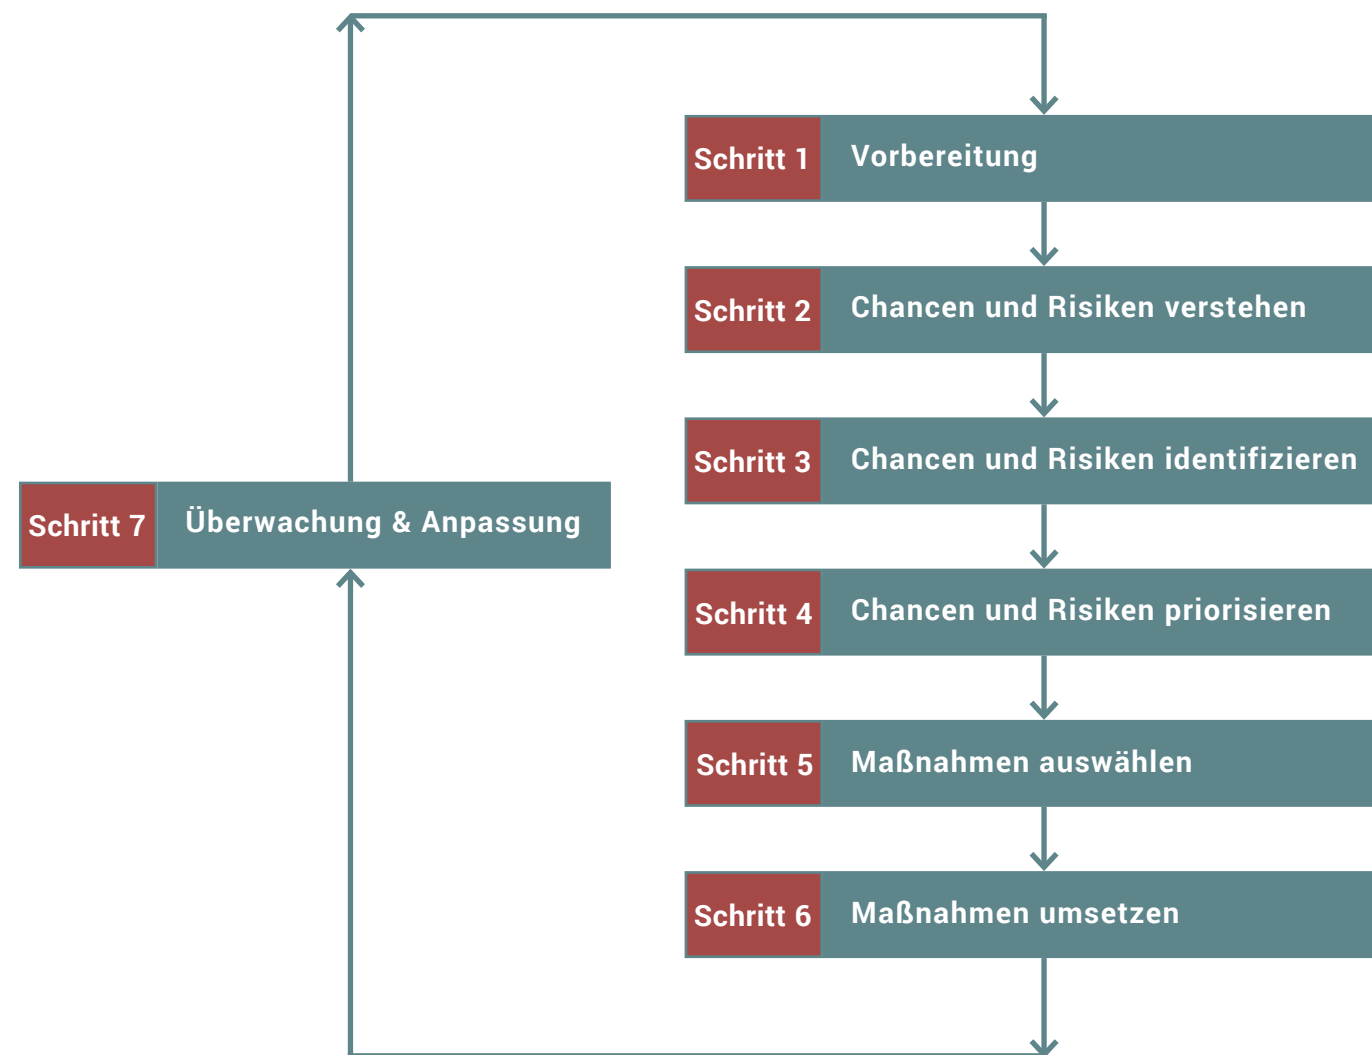 Schritt 1 Vorbereitung
Schritt 2 Chancen und Risiken verstehen
Schritt 3 Chancen und Risiken identifizieren
Schritt 7 Überwachung & Anpassung
Schritt 4 Chancen und Risiken priorisieren
Schritt 5 Maßnahmen auswählen
Schritt 6 Maßnahmen umsetzen